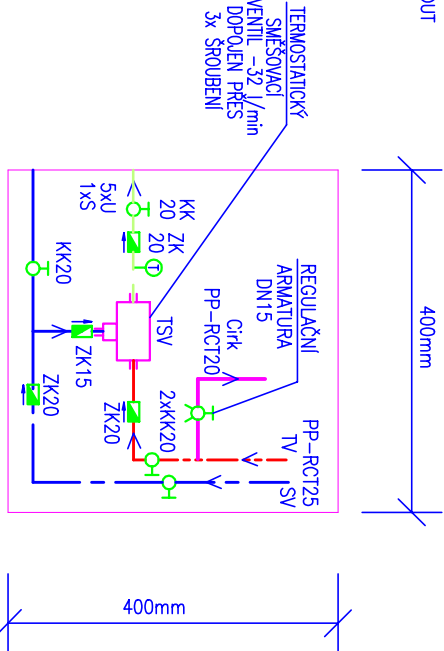 OUT
TERMOSTATICKÝ
SMĚŠOVACÍ
VENTIL -32 l/min
DOPOJEN PŘES
3x ŠROUBENÍ
400mm
REGULAČNÍ
ARMATURA
DN15
Cirk
PP-RCT20
PP-RCT25
TV
SV
KK
20
ZK
20
T
5xU
1xS
KK20
TSV
2xKK20
ZK15
ZK20
ZK20
400mm